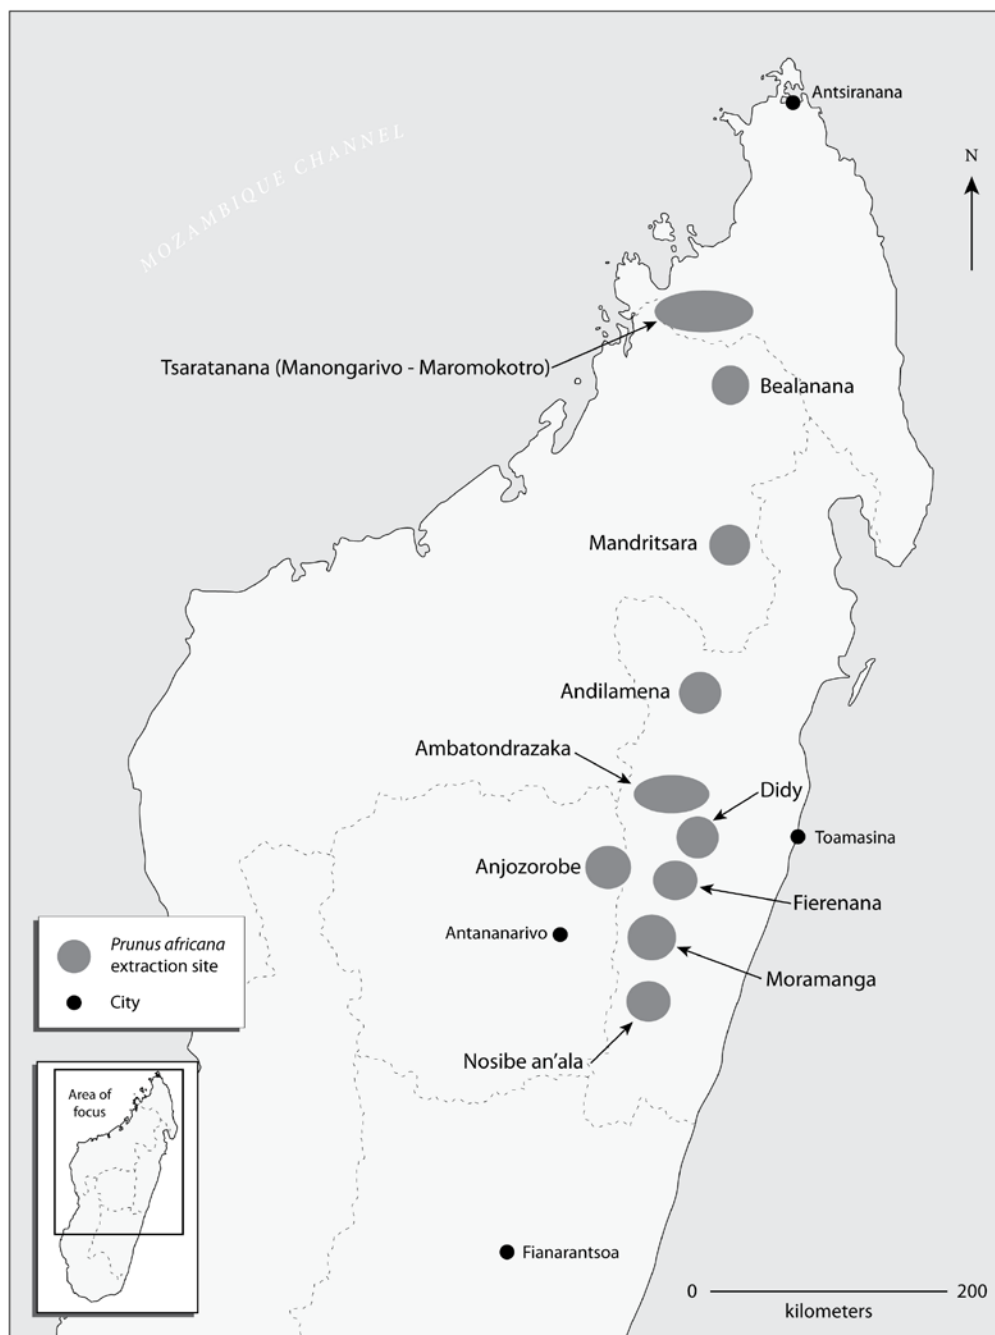 Antsiranana
MOZAMBIQUE CHANNEL
N
Tsaratanana (Manongarivo - Maromokotro)
Bealanana
Mandritsara
Andilamena
Ambatondrazaka
Didy
Toamasina
Anjozorobe
Fierenana
Antananarivo
Moramanga
Nosibe an'ala
Prunus africana
extraction site
City
Area of
focus
Fianarantsoa
0 200
kilometers